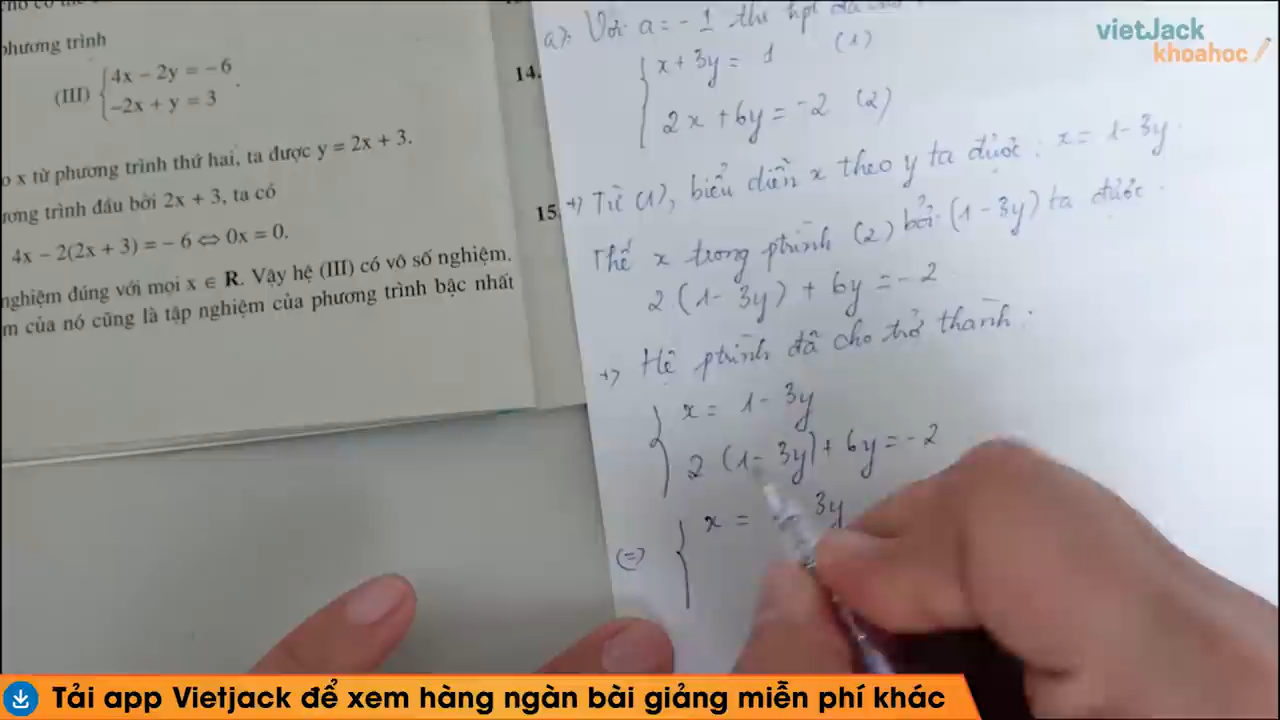 phương trình
(III) { 4x − 2y = −6
−2x + y = 3 .
o x từ phương trình thứ hai, ta được y = 2x + 3.
ương trình đầu bởi 2x + 3, ta có
4x − 2(2x + 3) = − 6 ⇔ 0x = 0.
nghiệm đúng với mọi x ∈ R. Vậy hệ (III) có vô số nghiệm.
m của nó cũng là tập nghiệm của phương trình bậc nhất
14.
15.
a). Với a = - 1 thì hpt đã cho
{ x + 3y = 1 (1)
2x + 6y = -2 (2)
+) Từ (1), biểu diễn x theo y ta được : x = 1 - 3y.
Thế x trong ptrình (2) bởi (1 - 3y) ta được.
2 (1 - 3y) + 6y = - 2
+) Hệ ptrình đã cho trở thành :
{ x = 1 - 3y
2 (1 - 3y) + 6y = - 2
(=) { x = - 3y
vietJack
khoahoc
Tải app Vietjack để xem hàng ngàn bài giảng miễn phí khác